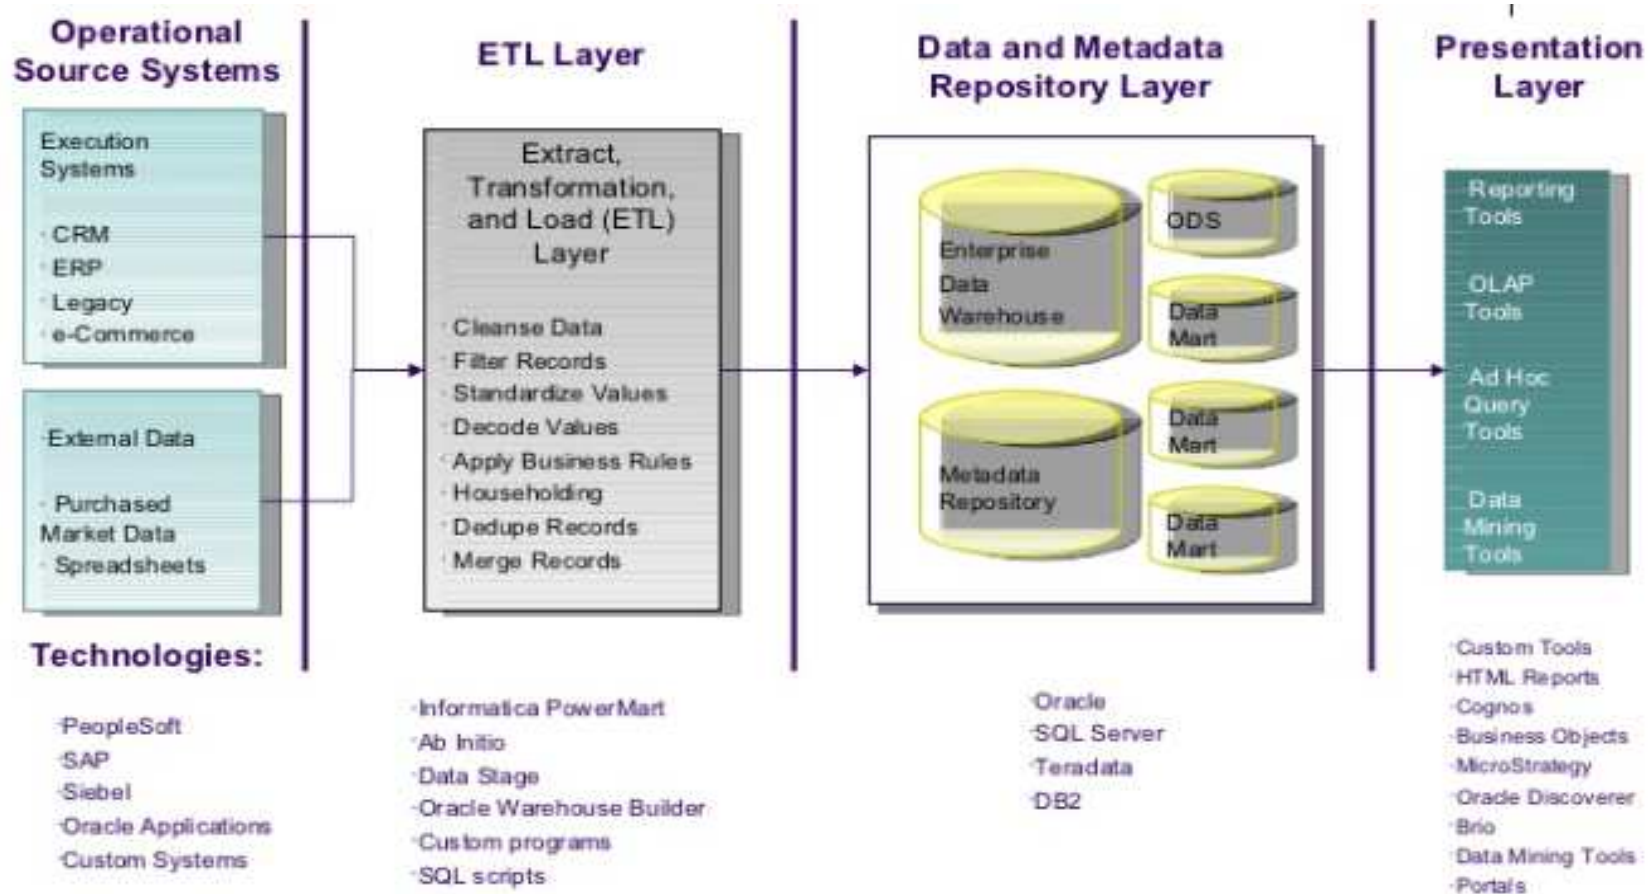 Operational
Source Systems
Execution
Systems
· CRM
· ERP
· Legacy
· e-Commerce
·External Data
· Purchased
Market Data
· Spreadsheets
Technologies:
·PeopleSoft
·SAP
·Siebel
·Oracle Applications
·Custom Systems
ETL Layer
Extract,
Transformation,
and Load (ETL)
Layer
· Cleanse Data
· Filter Records
· Standardize Values
· Decode Values
· Apply Business Rules
· Householding
· Dedupe Records
· Merge Records
·Informatica PowerMart
·Ab Initio
·Data Stage
·Oracle Warehouse Builder
·Custom programs
·SQL scripts
Data and Metadata
Repository Layer
Enterprise
Data
Warehouse
Metadata
Repository
ODS
Data
Mart
Data
Mart
Data
Mart
·Oracle
·SQL Server
·Teradata
·DB2
Presentation
Layer
Reporting
Tools
OLAP
Tools
Ad Hoc
Query
Tools
Data
Mining
Tools
·Custom Tools
·HTML Reports
·Cognos
·Business Objects
·MicroStrategy
·Oracle Discoverer
·Brio
·Data Mining Tools
·Portals